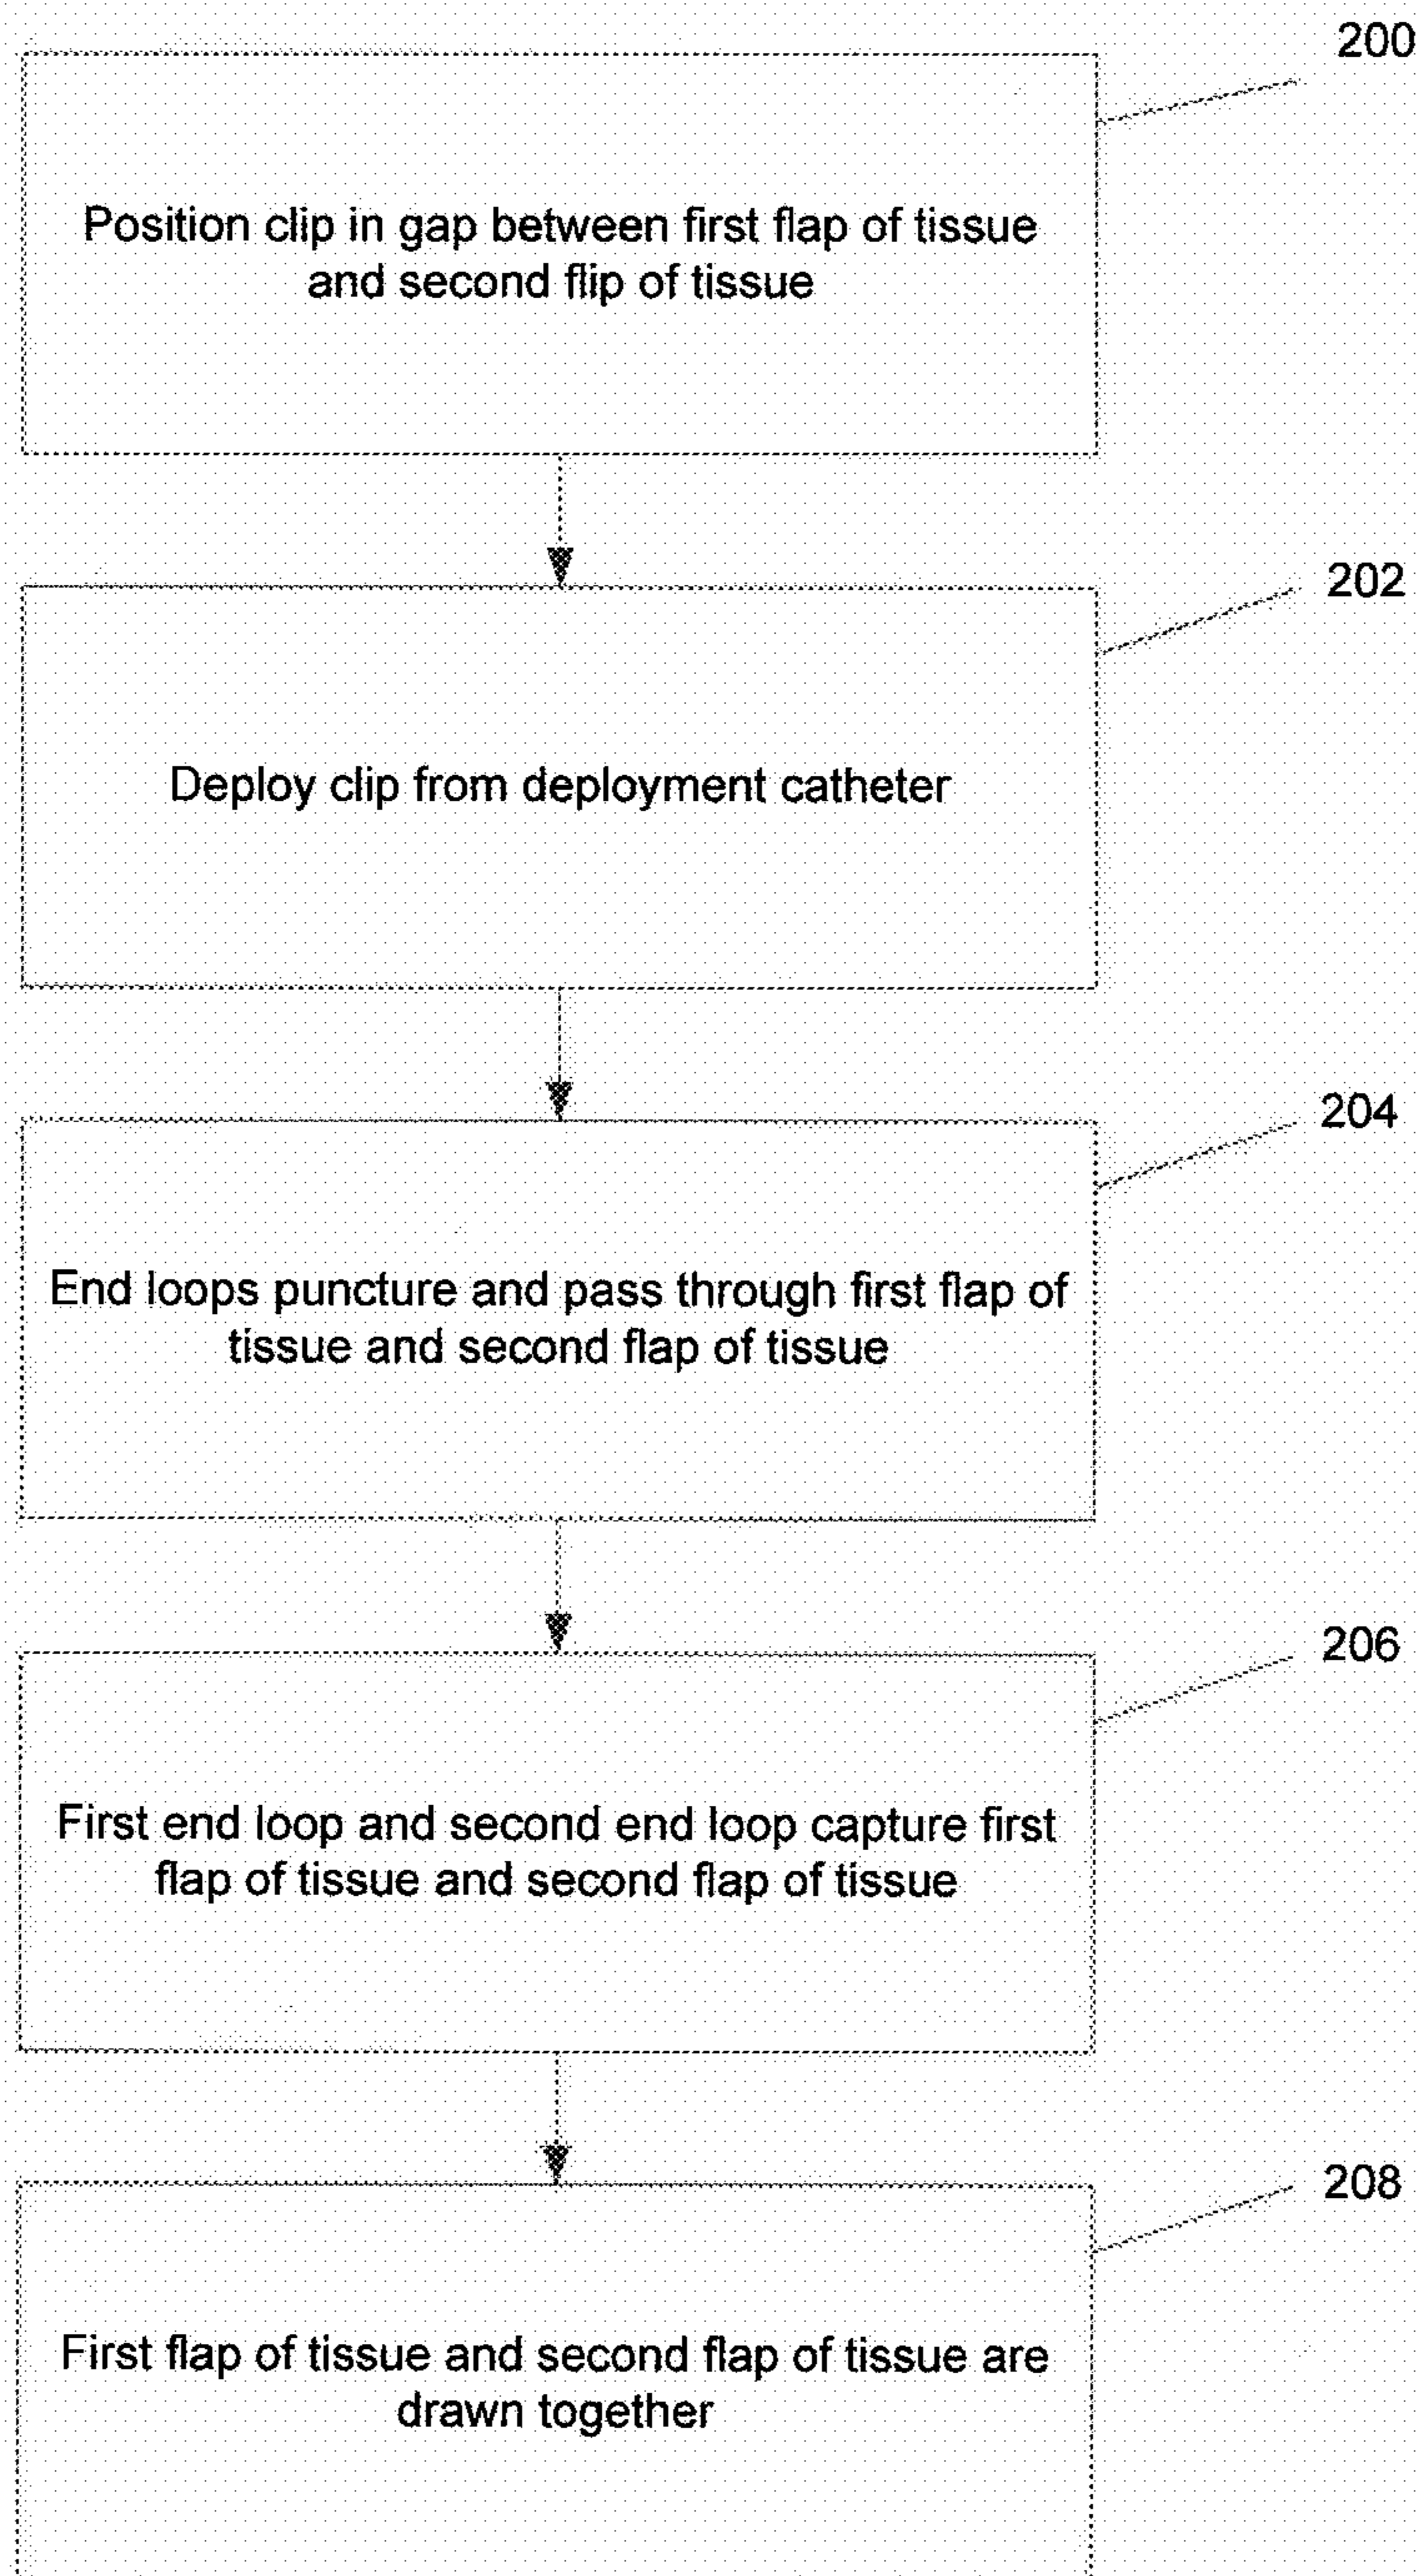 200
Position clip in gap between first flap of tissue
and second flip of tissue
202
Deploy clip from deployment catheter
204
End loops puncture and pass through first flap of
tissue and second flap of tissue
206
First end loop and second end loop capture first
flap of tissue and second flap of tissue
208
First flap of tissue and second flap of tissue are
drawn together